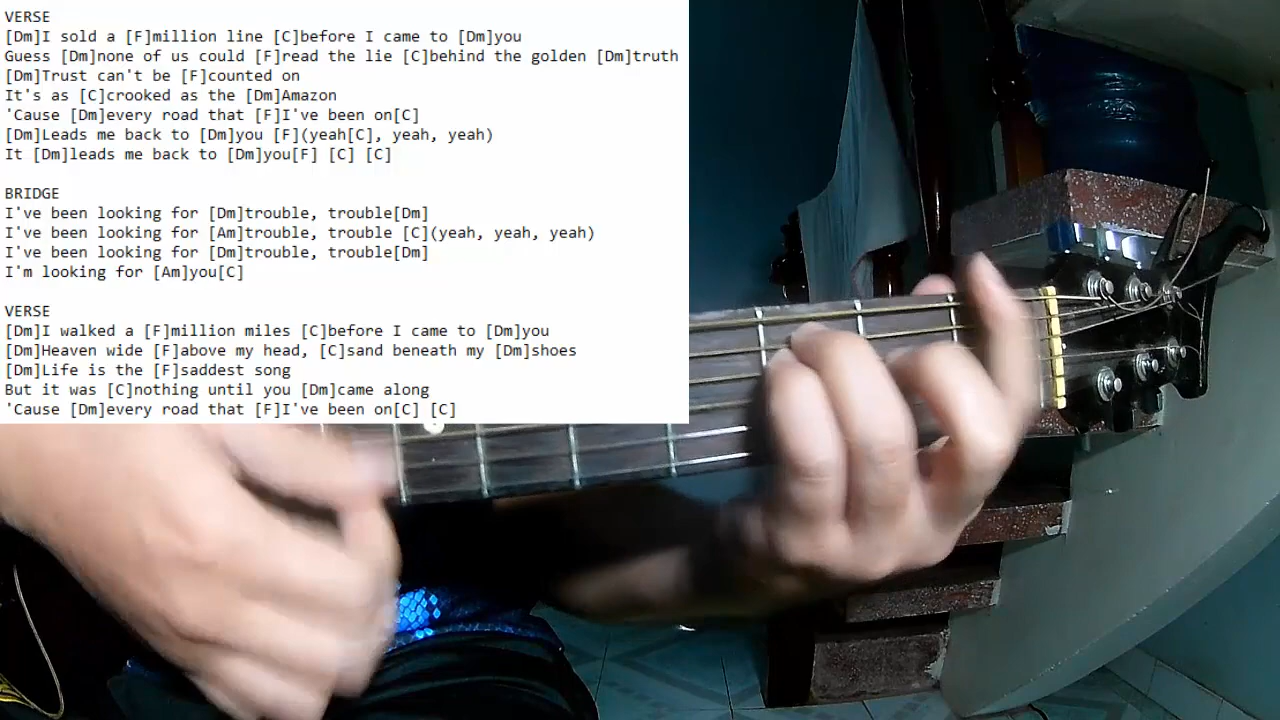 VERSE
[Dm]I sold a [F]million line [C]before I came to [Dm]you
Guess [Dm]none of us could [F]read the lie [C]behind the golden [Dm]truth
[Dm]Trust can't be [F]counted on
It's as [C]crooked as the [Dm]Amazon
'Cause [Dm]every road that [F]I've been on[C]
[Dm]Leads me back to [Dm]you [F](yeah[C], yeah, yeah)
It [Dm]leads me back to [Dm]you[F] [C] [C]
BRIDGE
I've been looking for [Dm]trouble, trouble[Dm]
I've been looking for [Am]trouble, trouble [C](yeah, yeah, yeah)
I've been looking for [Dm]trouble, trouble[Dm]
I'm looking for [Am]you[C]
VERSE
[Dm]I walked a [F]million miles [C]before I came to [Dm]you
[Dm]Heaven wide [F]above my head, [C]sand beneath my [Dm]shoes
[Dm]Life is the [F]saddest song
But it was [C]nothing until you [Dm]came along
'Cause [Dm]every road that [F]I've been on[C] [C]